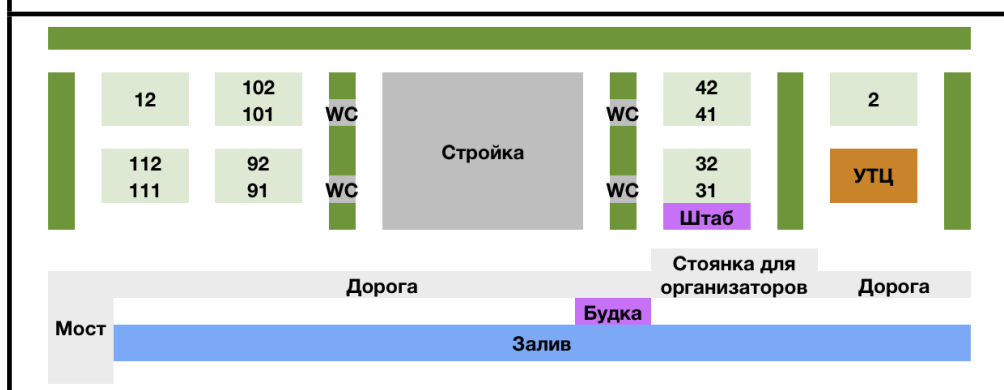 12
102
101
WC
WC
42
41
2
Стройка
112
111
92
91
WC
WC
32
31
УТЦ
Штаб
Стоянка для
организаторов
Дорога
Дорога
Будка
Мост
Залив